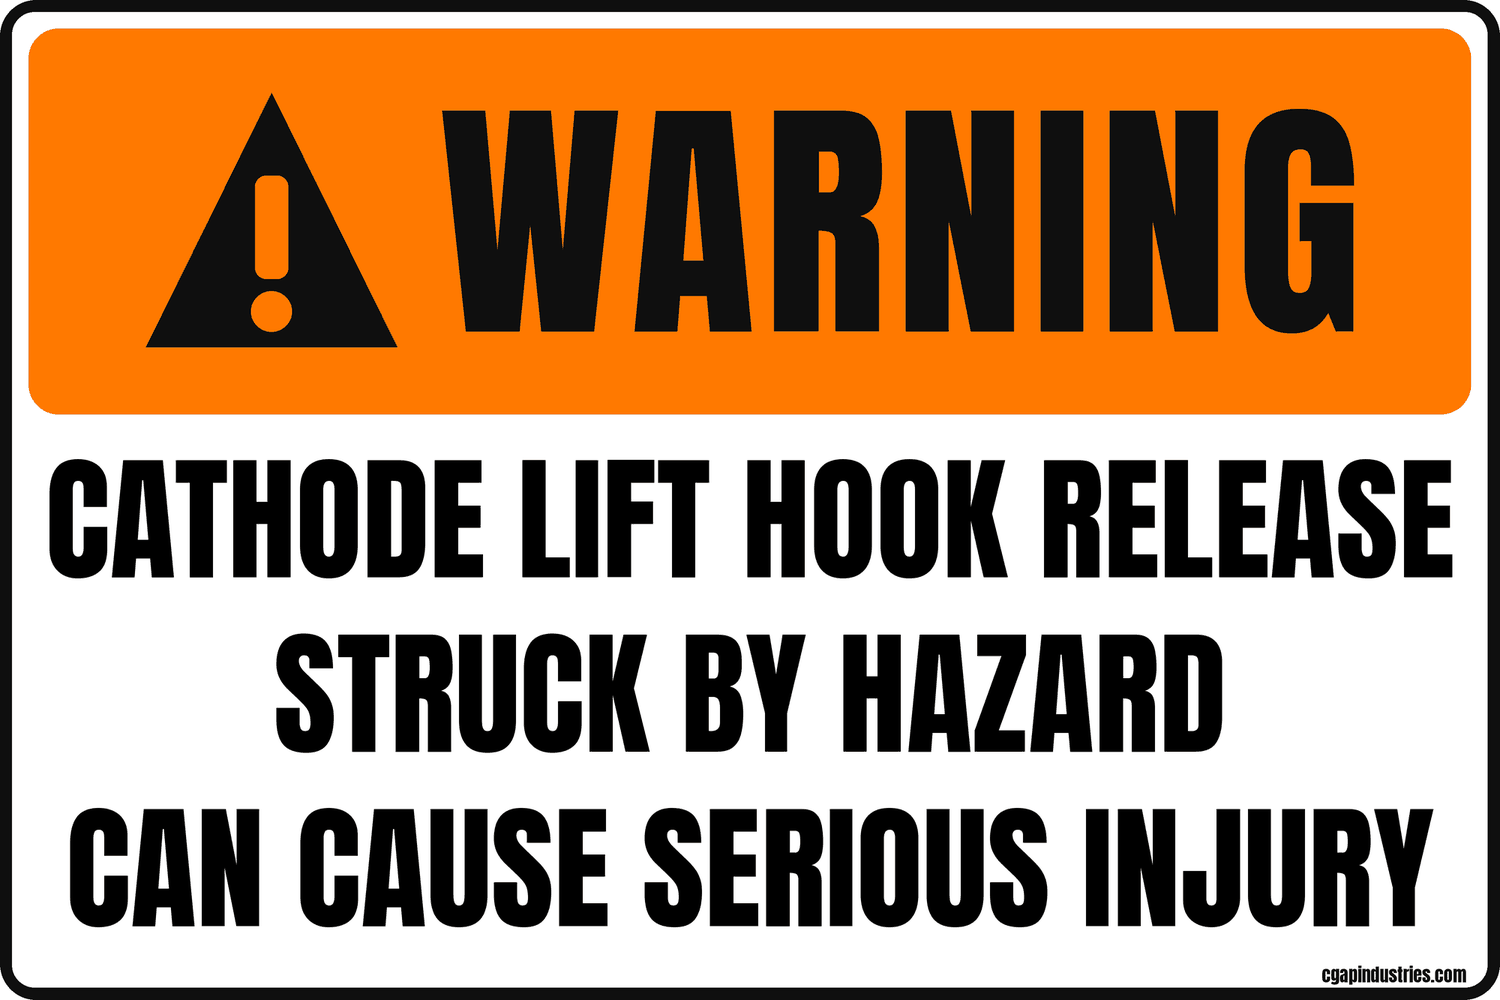 WARNING
CATHODE LIFT HOOK RELEASE
STRUCK BY HAZARD
CAN CAUSE SERIOUS INJURY
cgapindustries.com